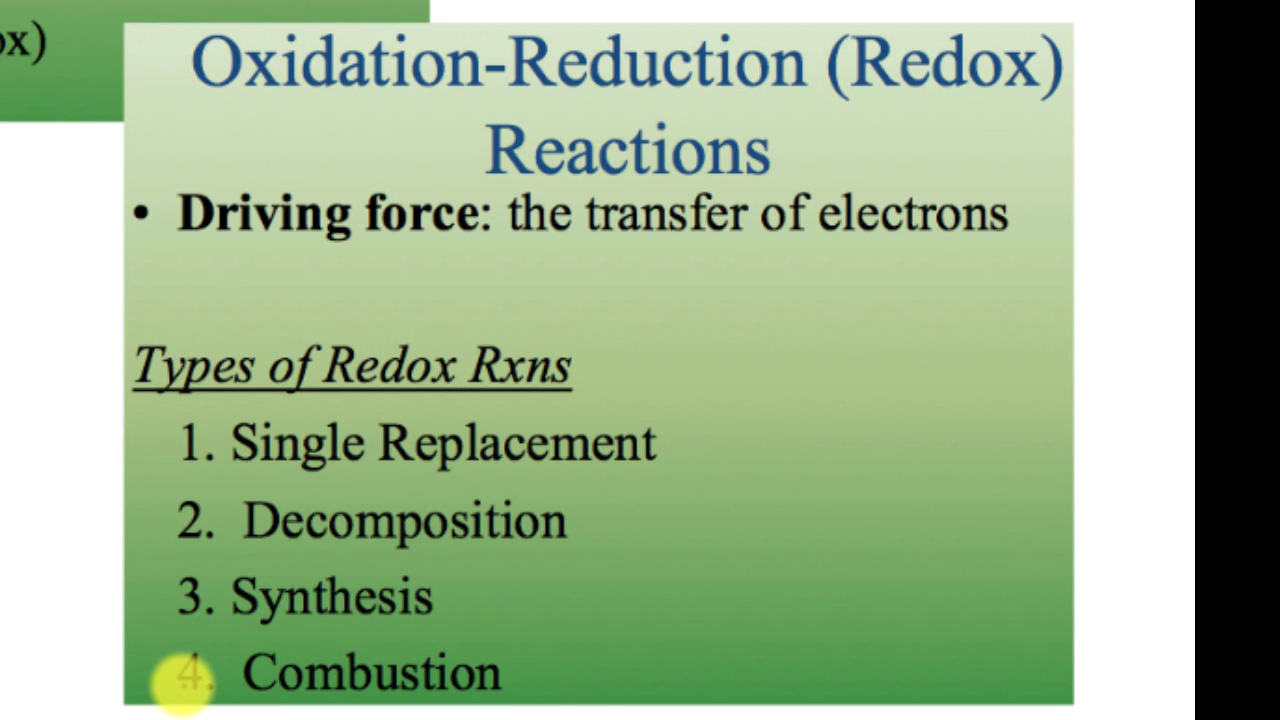 ox)
Oxidation-Reduction (Redox)
Reactions
• Driving force: the transfer of electrons
Types of Redox Rxns
1. Single Replacement
2. Decomposition
3. Synthesis
4. Combustion